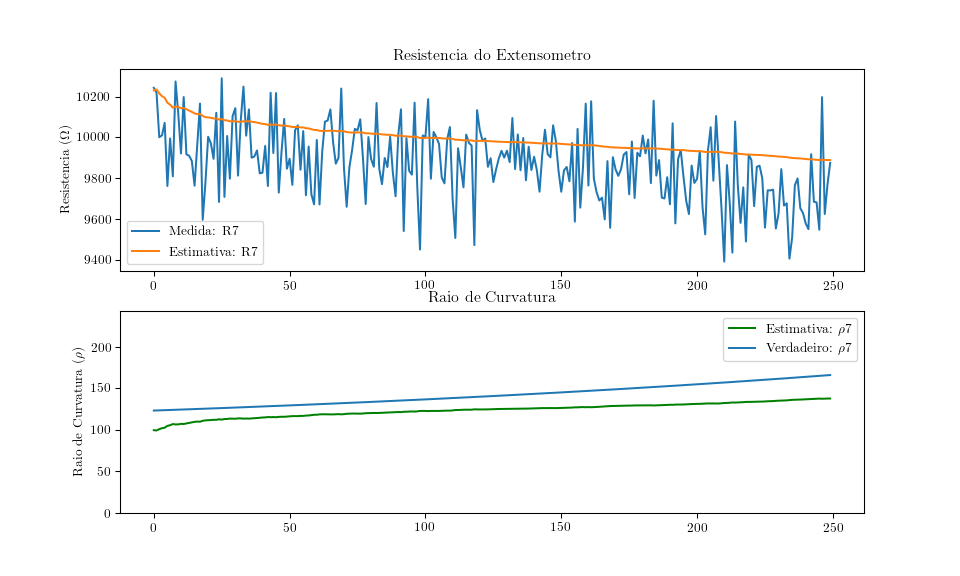 Resistencia do Extensometro
Resistencia (Ω)
10200
10000
9800
9600
9400
Medida: R7
Estimativa: R7
0 50 100 150 200 250
Raio de Curvatura
Raio de Curvatura (ρ)
200
150
100
50
0
Estimativa: ρ7
Verdadeiro: ρ7
0 50 100 150 200 250